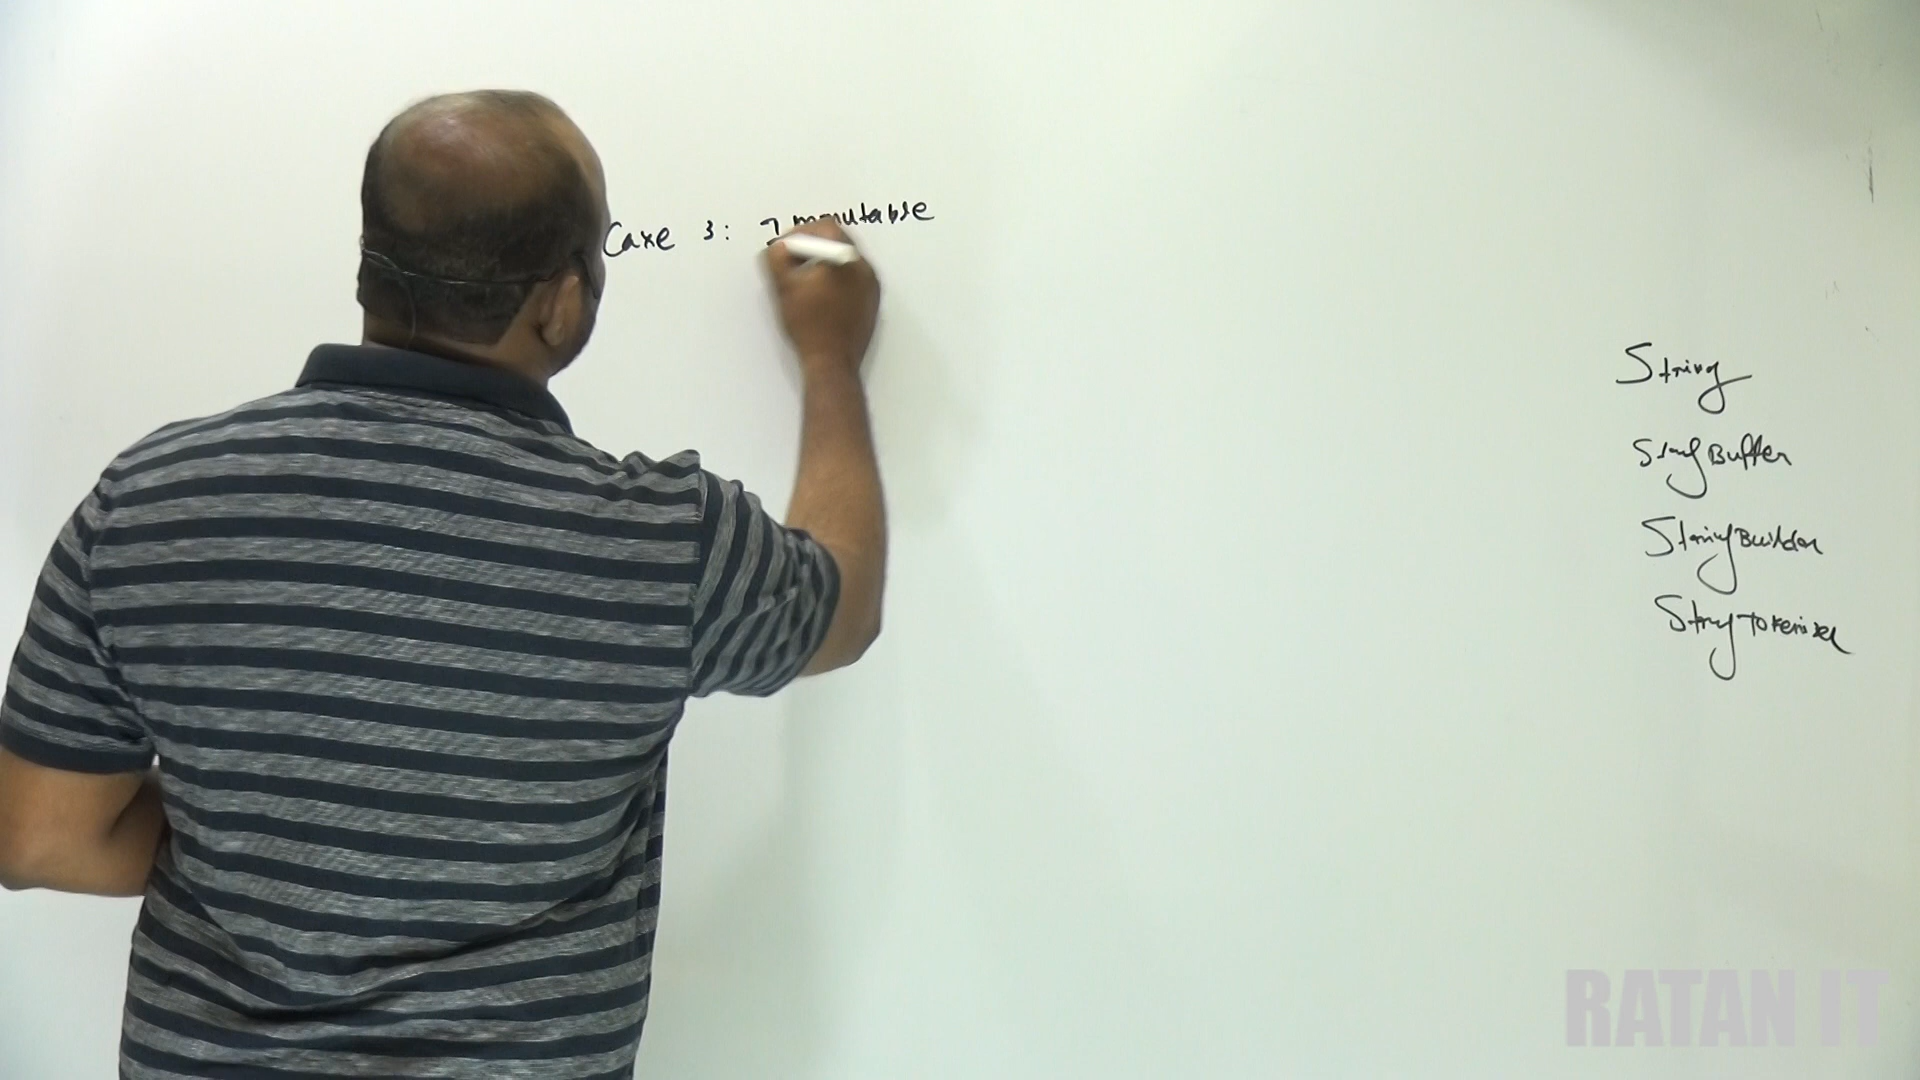 Case 3: Immutable
String
StringBuffer
StringBuilder
StringTokenizer
RATAN IT